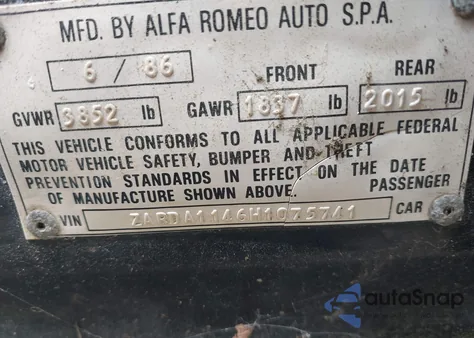 MFD. BY ALFA ROMEO AUTO S.P.A.
6 / 86 FRONT REAR
GVWR 3852 lb GAWR 1837 lb 2015 lb
THIS VEHICLE CONFORMS TO ALL APPLICABLE FEDERAL
MOTOR VEHICLE SAFETY, BUMPER AND THEFT
PREVENTION STANDARDS IN EFFECT ON THE DATE
OF MANUFACTURE SHOWN ABOVE. PASSENGER
VIN ZARDA1146H1075741 CAR
autoSnap